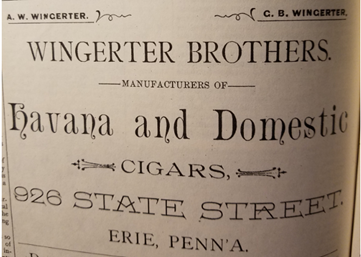 A. W. WINGERTER. C. B. WINGERTER.
WINGERTER BROTHERS.
MANUFACTURERS OF
Havana and Domestic
CIGARS,
926 STATE STREET.
ERIE, PENN'A.